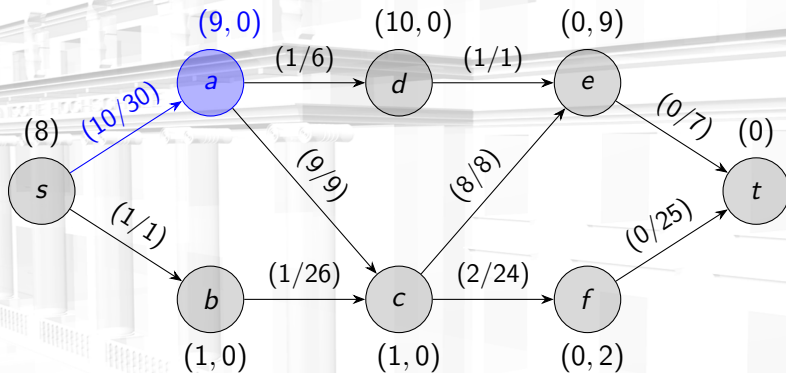 (9, 0)
(10, 0)
(0, 9)
a
(1/6)
d
(1/1)
e
(10/30)
(0/7)
(8)
(9/9)
(8/8)
(0)
s
t
(1/1)
(0/25)
b
(1/26)
c
(2/24)
f
(1, 0)
(1, 0)
(0, 2)